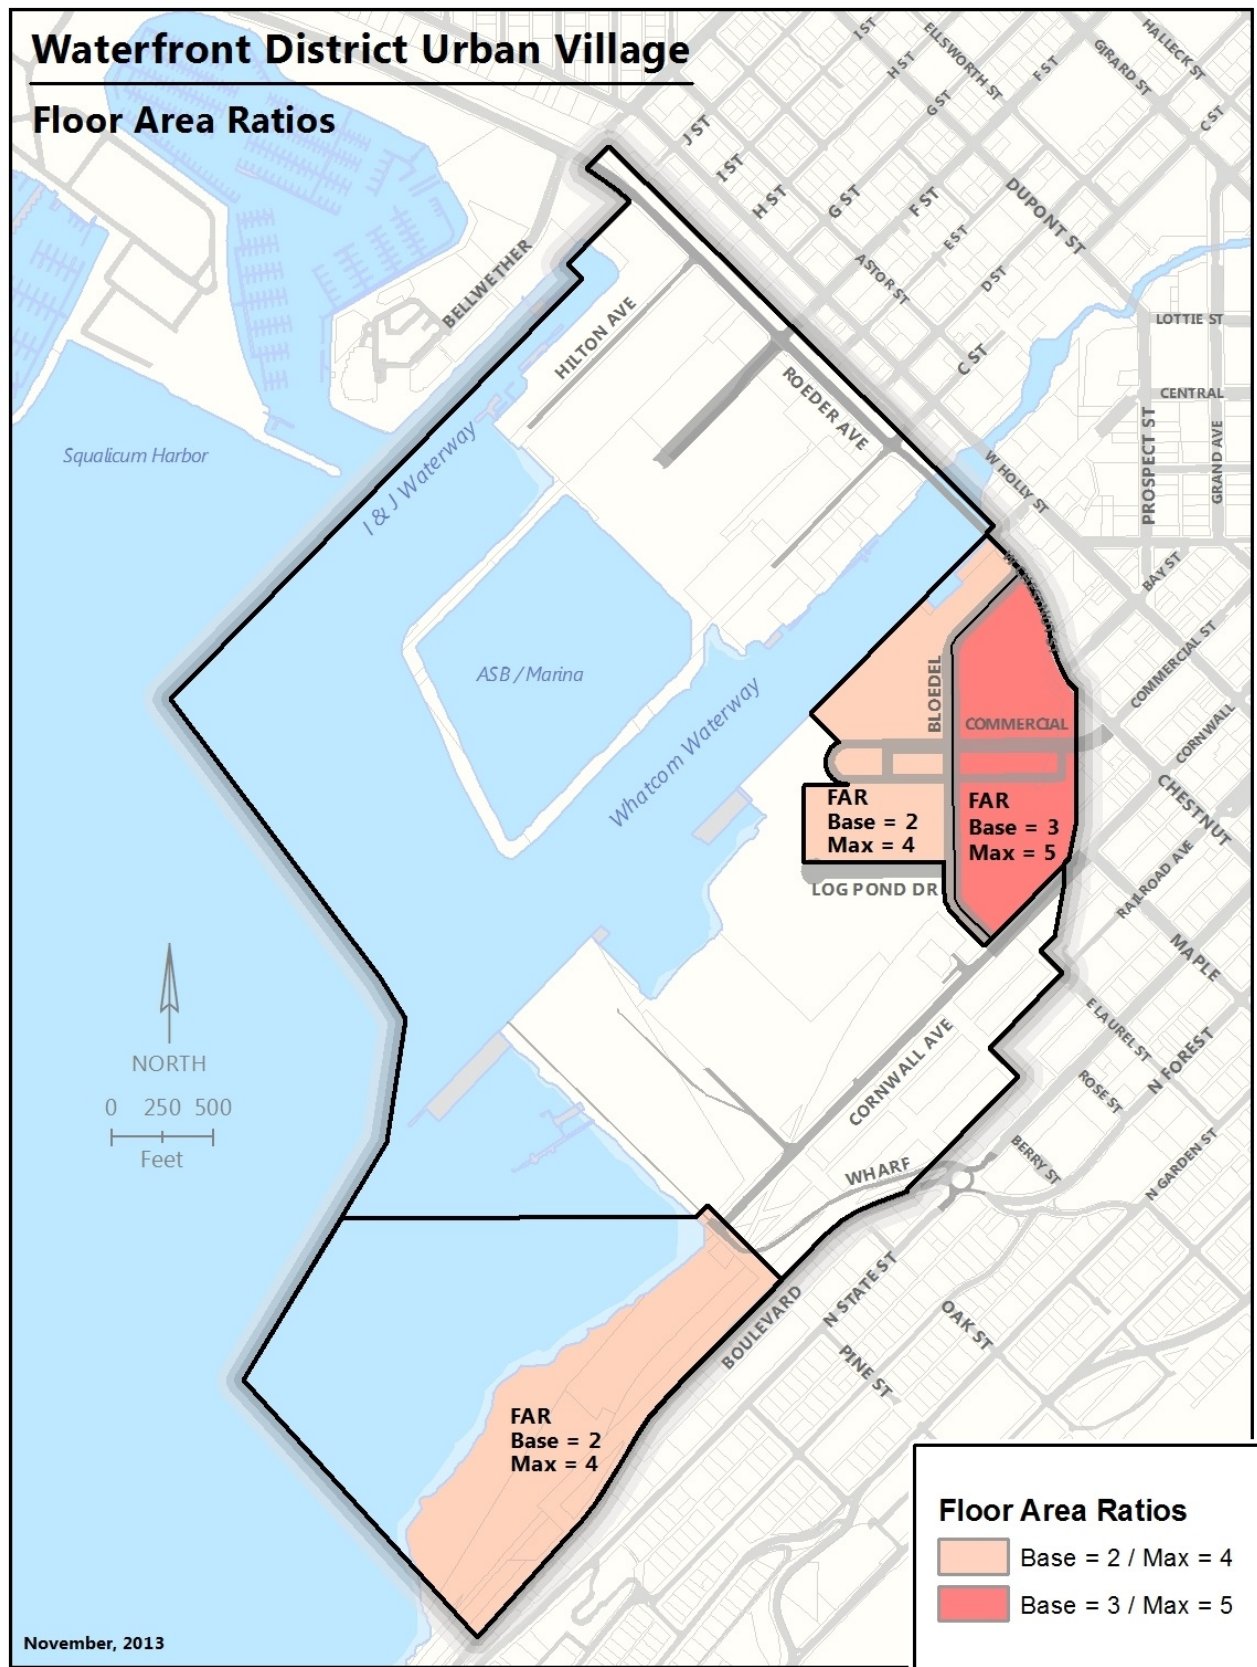 Waterfront District Urban Village
Floor Area Ratios
I ST
H ST
ELLSWORTH ST
G ST
F ST
GIRARD ST
HALLECK ST
C ST
J ST
I ST
H ST
G ST
F ST
E ST
D ST
DUPONT ST
ASTOR ST
C ST
LOTTIE ST
CENTRAL
PROSPECT ST
GRAND AVE
BELLWETHER
HILTON AVE
ROEDER AVE
W HOLLY ST
BAY ST
Squalicum Harbor
I & J Waterway
ASB / Marina
Whatcom Waterway
BLOEDEL
COMMERCIAL
COMMERCIAL ST
CORNWALL
CHESTNUT
FAR
Base = 2
Max = 4
FAR
Base = 3
Max = 5
LOG POND DR
RAILROAD AVE
MAPLE
NORTH
0 250 500
Feet
CORNWALL AVE
WHARF
E LAUREL ST
N FOREST
ROSE ST
BERRY ST
N GARDEN ST
BOULEVARD
N STATE ST
OAK ST
PINE ST
FAR
Base = 2
Max = 4
Floor Area Ratios
Base = 2 / Max = 4
Base = 3 / Max = 5
November, 2013